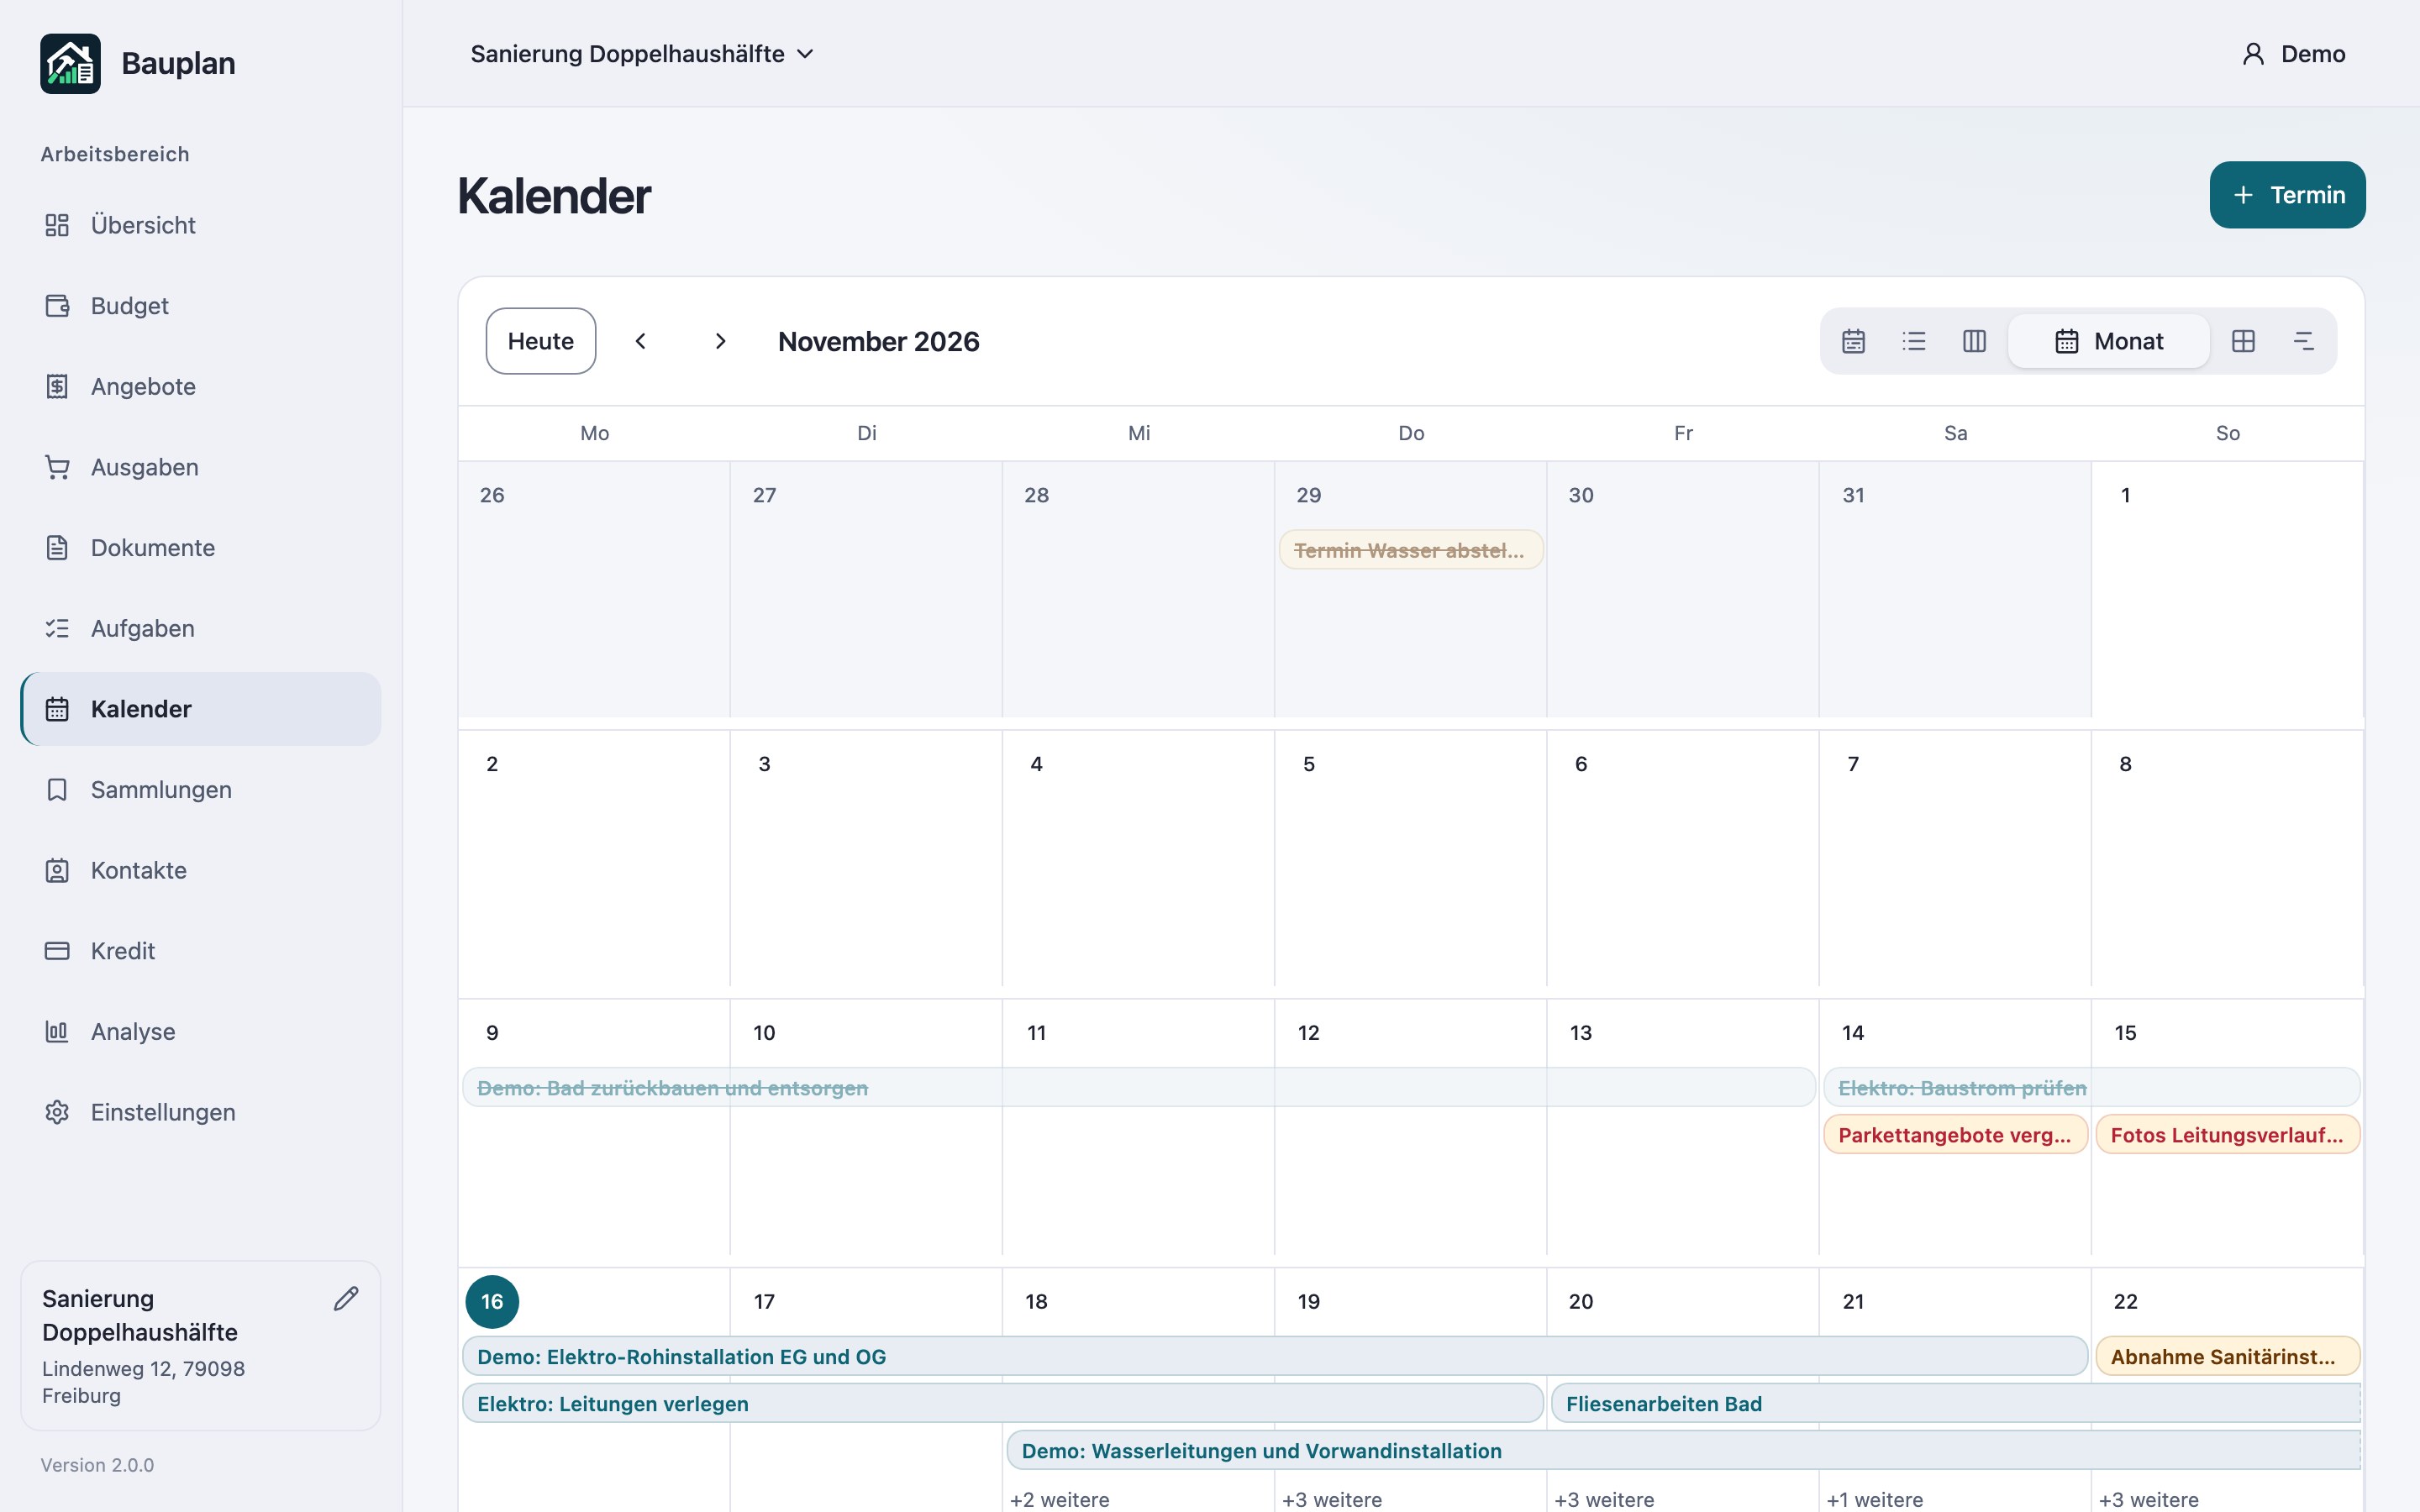 Bauplan
Arbeitsbereich
Übersicht
Budget
Angebote
Ausgaben
Dokumente
Aufgaben
Kalender
Sammlungen
Kontakte
Kredit
Analyse
Einstellungen
Sanierung
Doppelhaushälfte
Lindenweg 12, 79098
Freiburg
Version 2.0.0
Sanierung Doppelhaushälfte
Demo
Kalender
+ Termin
Heute
November 2026
Monat
Mo Di Mi Do Fr Sa So
26 27 28 29 30 31 1
Termin Wasser abstel...
2 3 4 5 6 7 8
9 10 11 12 13 14 15
Demo: Bad zurückbauen und entsorgen Elektro: Baustrom prüfen
Parkettangebote verg... Fotos Leitungsverlauf...
16 17 18 19 20 21 22
Demo: Elektro-Rohinstallation EG und OG Abnahme Sanitärinst...
Elektro: Leitungen verlegen Fliesenarbeiten Bad
Demo: Wasserleitungen und Vorwandinstallation
+2 weitere +3 weitere +3 weitere +1 weitere +3 weitere